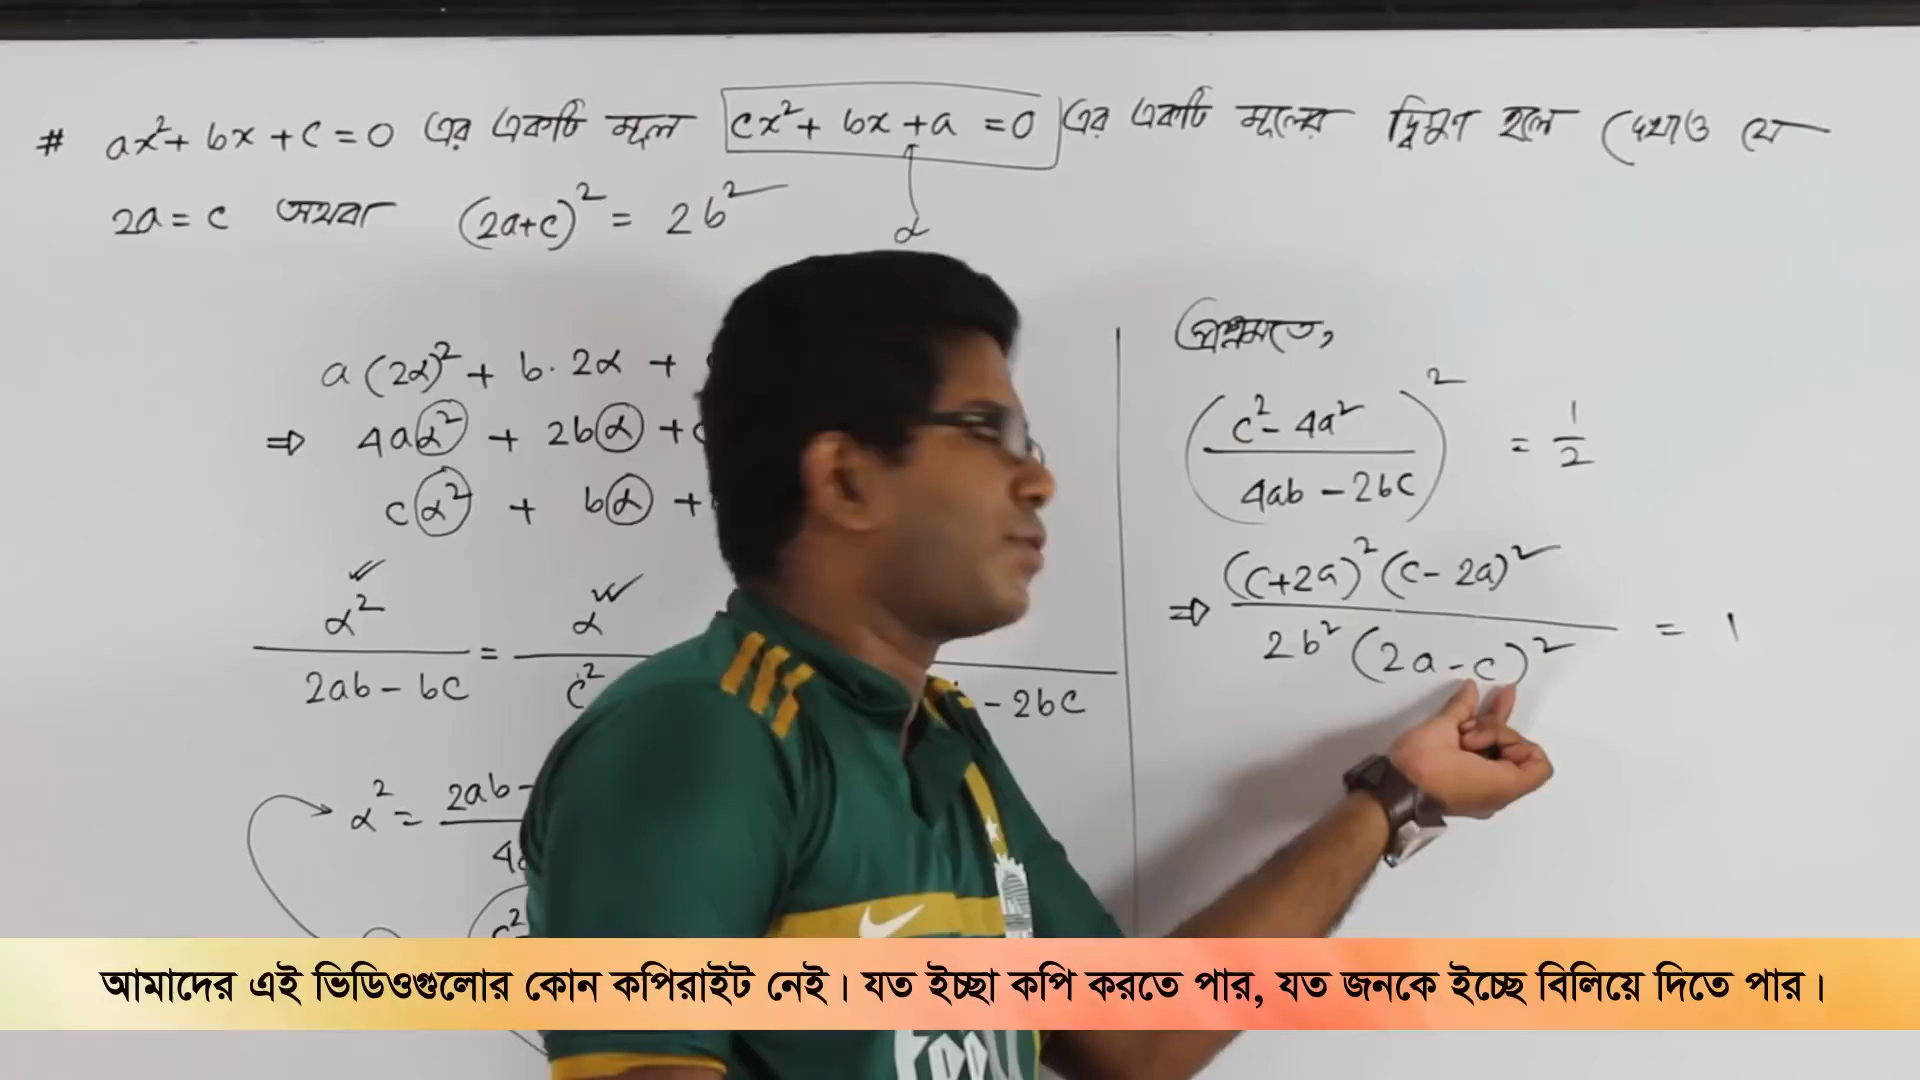 # ax² + bx + c = 0 এর একটি মূল cx² + bx + a = 0 এর একটি মূলের দ্বিগুণ হলে দেখাও যে
2a = c অথবা (2a+c)² = 2b²
α
a(2α)² + b·2α +
⇒ 4aα² + 2bα + c
cα² + bα +
α² / 2ab - bc = α / c²
- 2bc
α² = 2ab -
4a
c²
প্রশ্নমতে,
(c² - 4a² / 4ab - 2bc)² = 1/2
⇒ (c+2a)² (c-2a)² / 2b² (2a-c)² = 1
আমাদের এই ভিডিওগুলোর কোন কপিরাইট নেই। যত ইচ্ছা কপি করতে পার, যত জনকে ইচ্ছে বিলিয়ে দিতে পার।